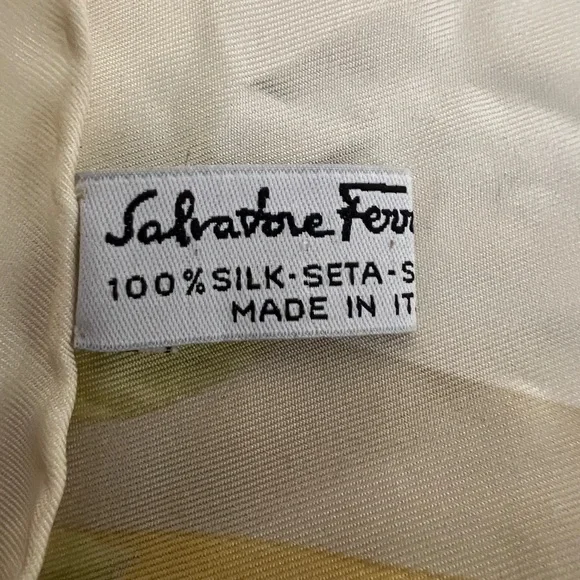 Salvatore Ferr
100% SILK-SETA-S
MADE IN IT